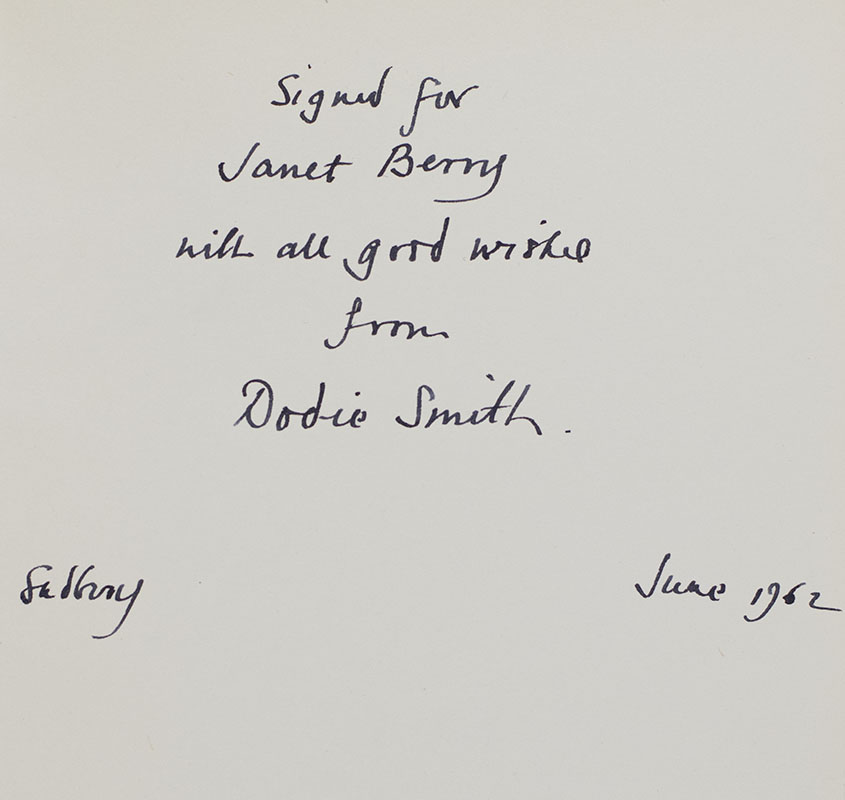 Signed for
Janet Berry
with all good wishes
from
Dodie Smith.
Sudbury
June 1962